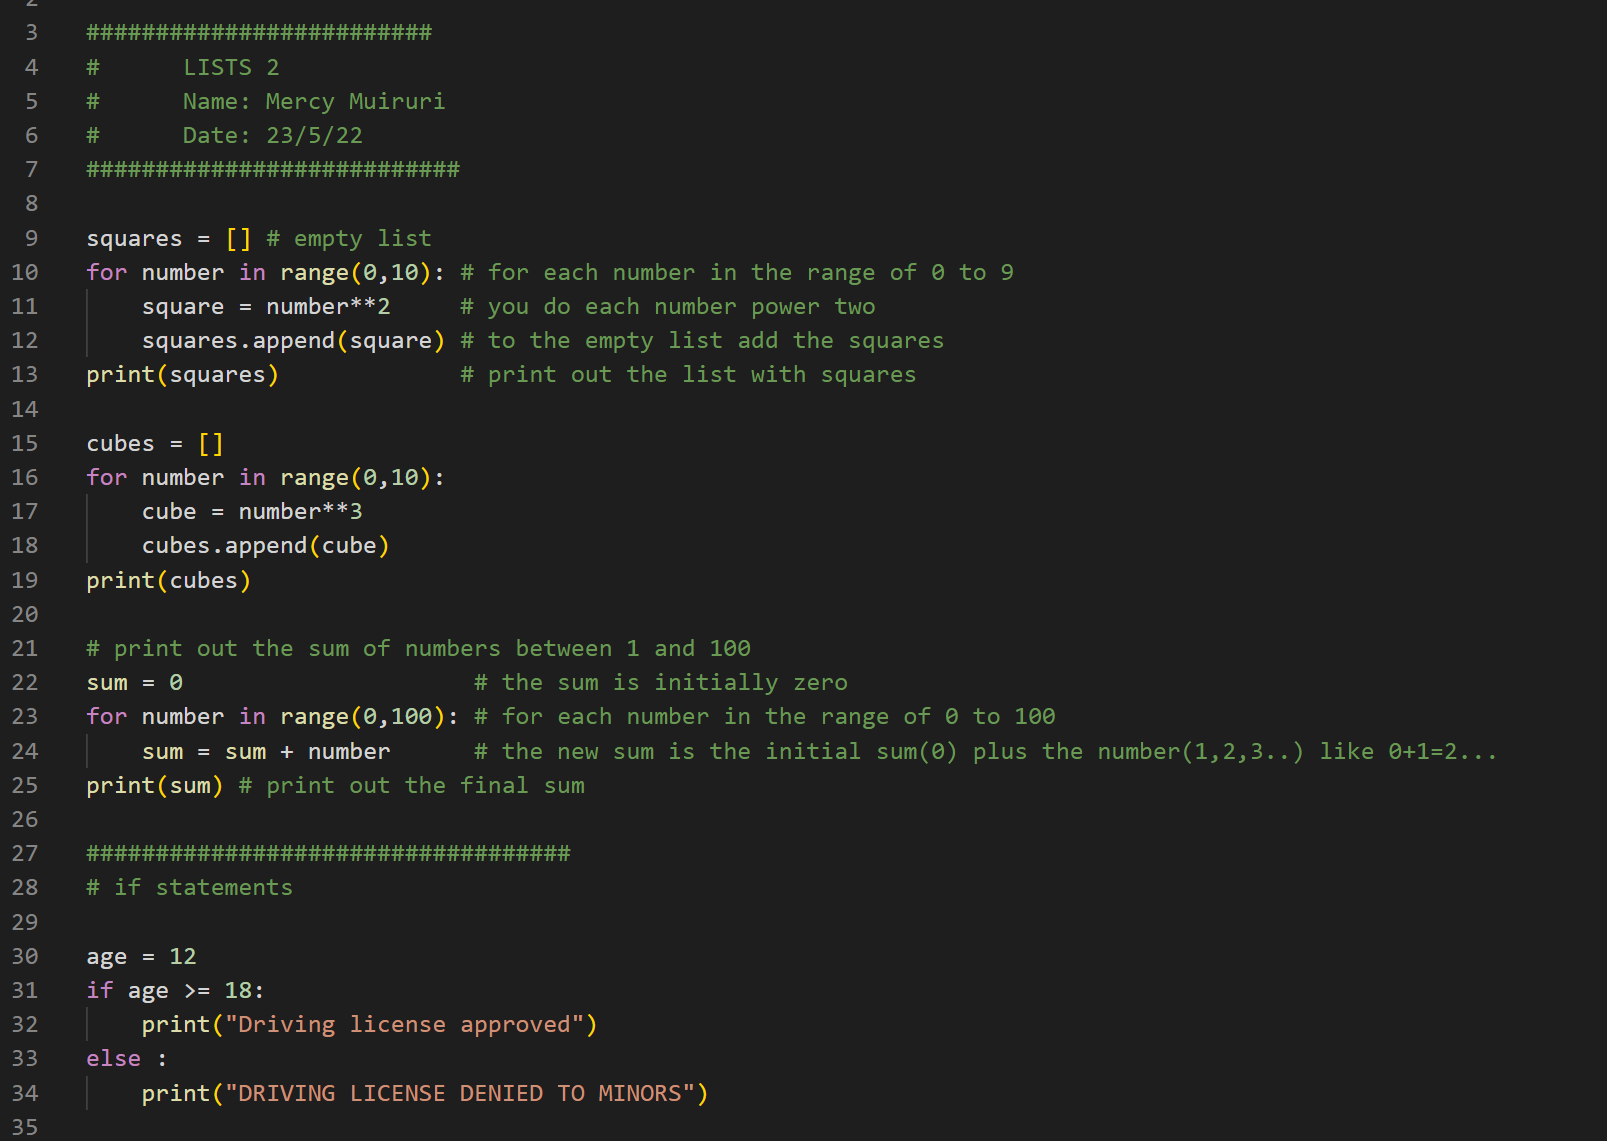 3 #########################
4 #      LISTS 2
5 #      Name: Mercy Muiruri
6 #      Date: 23/5/22
7 ###########################
8
9 squares = [] # empty list
10 for number in range(0,10): # for each number in the range of 0 to 9
11     square = number**2     # you do each number power two
12     squares.append(square) # to the empty list add the squares
13 print(squares)             # print out the list with squares
14
15 cubes = []
16 for number in range(0,10):
17     cube = number**3
18     cubes.append(cube)
19 print(cubes)
20
21 # print out the sum of numbers between 1 and 100
22 sum = 0                     # the sum is initially zero
23 for number in range(0,100): # for each number in the range of 0 to 100
24     sum = sum + number      # the new sum is the initial sum(0) plus the number(1,2,3..) like 0+1=2...
25 print(sum) # print out the final sum
26
27 ###################################
28 # if statements
29
30 age = 12
31 if age >= 18:
32     print("Driving license approved")
33 else :
34     print("DRIVING LICENSE DENIED TO MINORS")
35